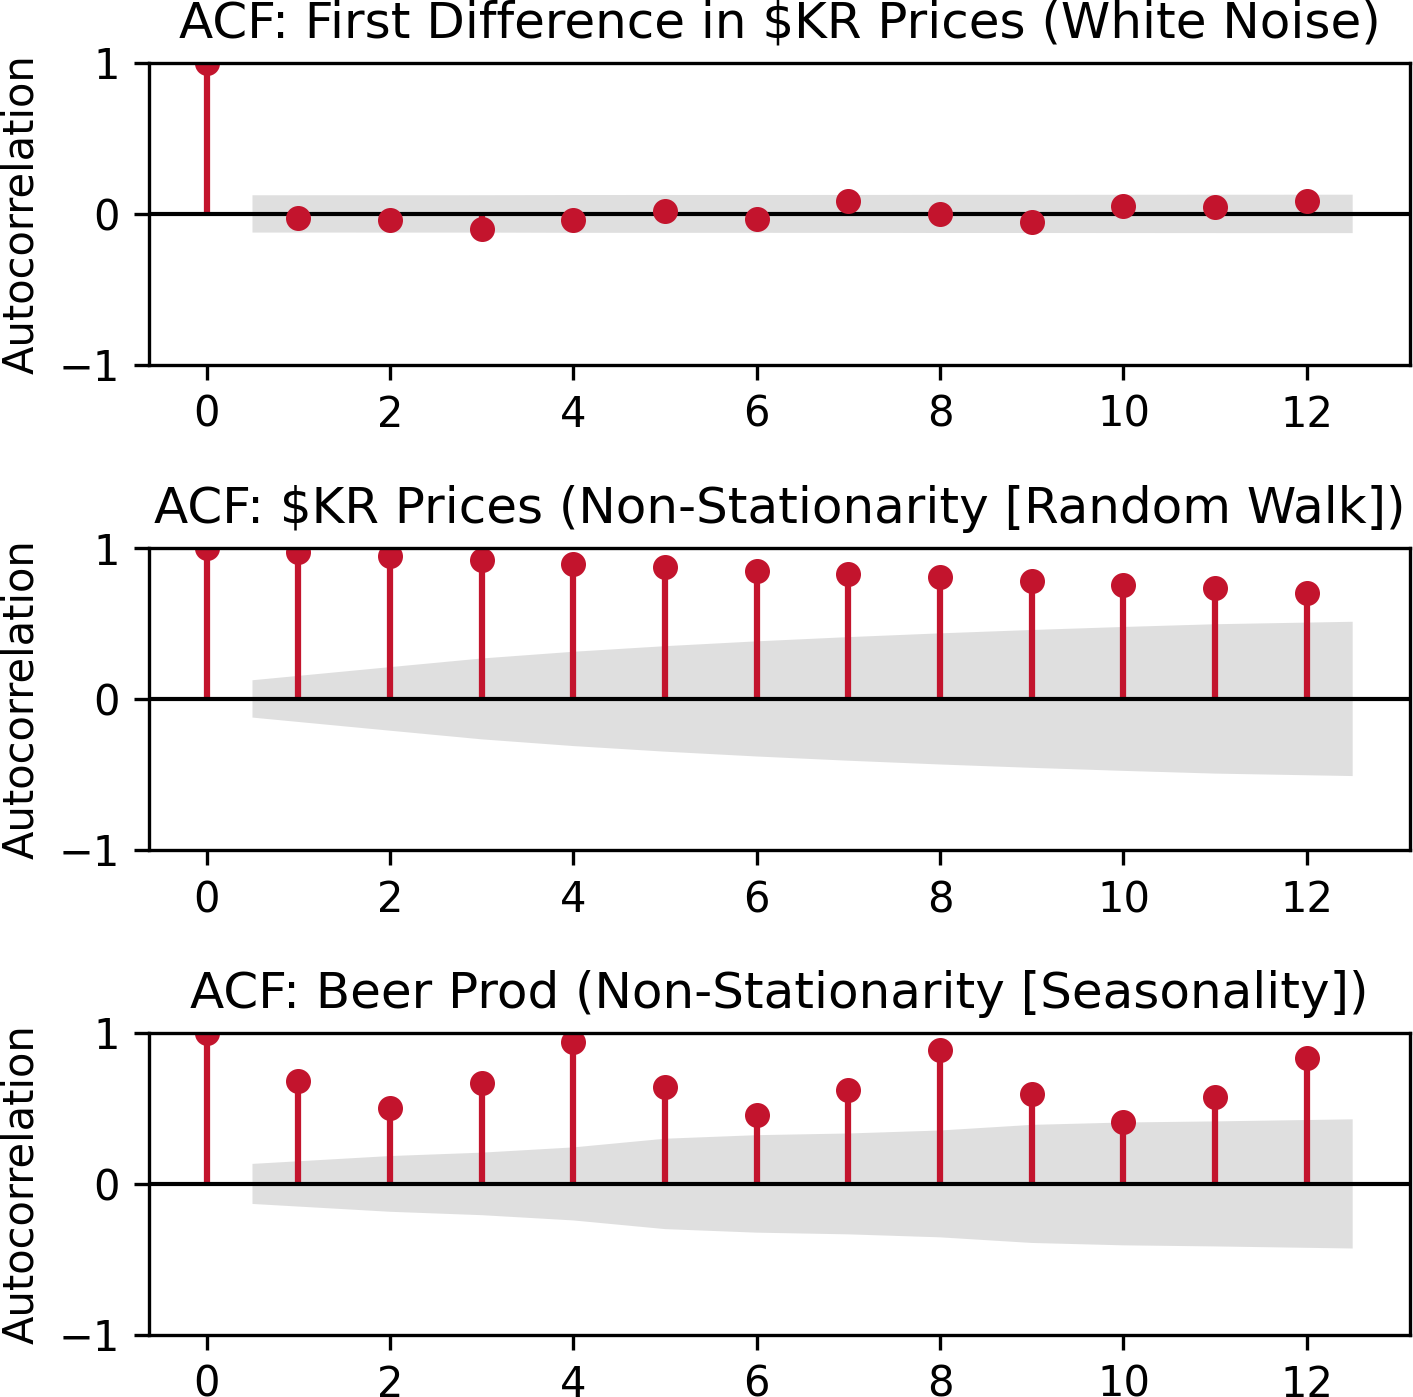 ACF: First Difference in $KR Prices (White Noise)
Autocorrelation
1
0
−1
0 2 4 6 8 10 12
ACF: $KR Prices (Non-Stationarity [Random Walk])
Autocorrelation
1
0
−1
0 2 4 6 8 10 12
ACF: Beer Prod (Non-Stationarity [Seasonality])
Autocorrelation
1
0
−1
0 2 4 6 8 10 12